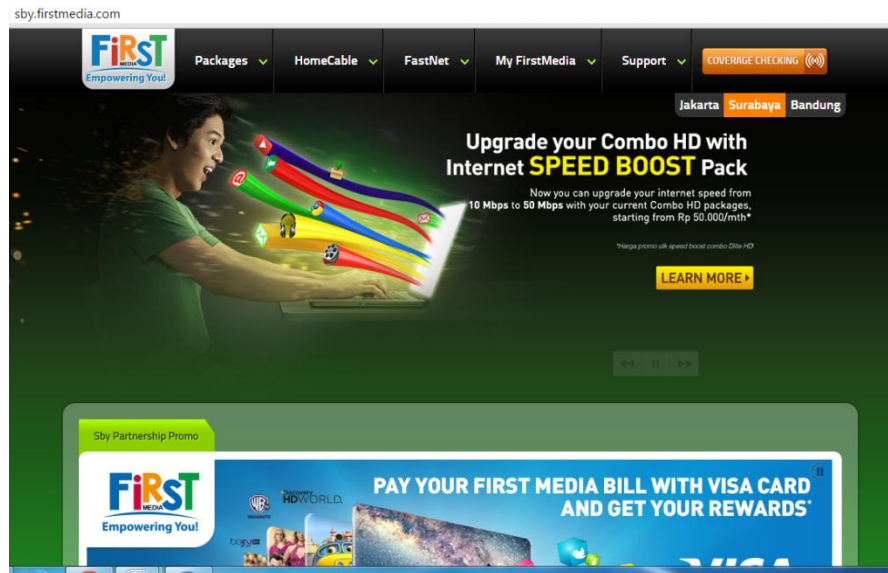 sby.firstmedia.com
FiRST
MEDIA
Empowering You!
Packages
HomeCable
FastNet
My FirstMedia
Support
COVERAGE CHECKING
Jakarta Surabaya Bandung
Upgrade your Combo HD with
Internet SPEED BOOST Pack
Now you can upgrade your internet speed from
10 Mbps to 50 Mbps with your current Combo HD packages,
starting from Rp 50.000/mth*
*Harga promo utk speed boost combo Dlite HD
LEARN MORE
Sby Partnership Promo
FiRST
MEDIA
Empowering You!
WB
Discovery
HDWORLD
PAY YOUR FIRST MEDIA BILL WITH VISA CARD
AND GET YOUR REWARDS*
VISA